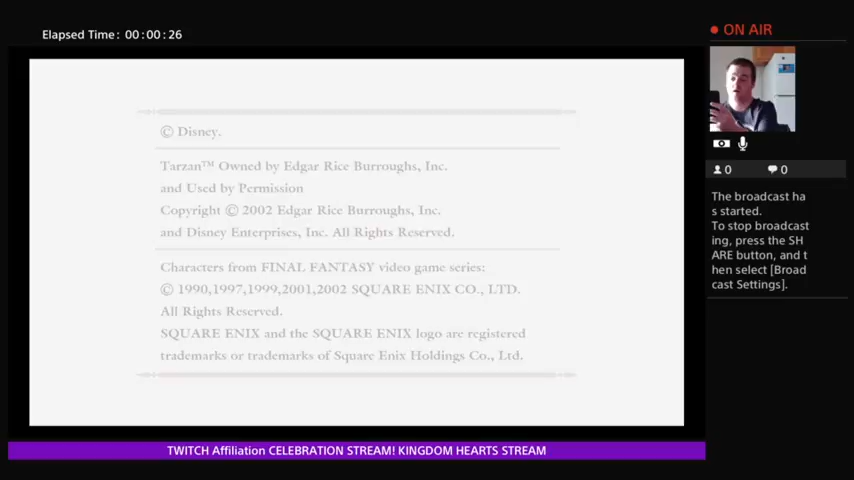 Elapsed Time: 00:00:26
ON AIR
© Disney.
Tarzan™ Owned by Edgar Rice Burroughs, Inc.
and Used by Permission
Copyright © 2002 Edgar Rice Burroughs, Inc.
and Disney Enterprises, Inc. All Rights Reserved.
Characters from FINAL FANTASY video game series:
© 1990,1997,1999,2001,2002 SQUARE ENIX CO., LTD.
All Rights Reserved.
SQUARE ENIX and the SQUARE ENIX logo are registered
trademarks or trademarks of Square Enix Holdings Co., Ltd.
0 0
The broadcast ha
s started.
To stop broadcast
ing, press the SH
ARE button, and t
hen select [Broad
cast Settings].
TWITCH Affiliation CELEBRATION STREAM! KINGDOM HEARTS STREAM